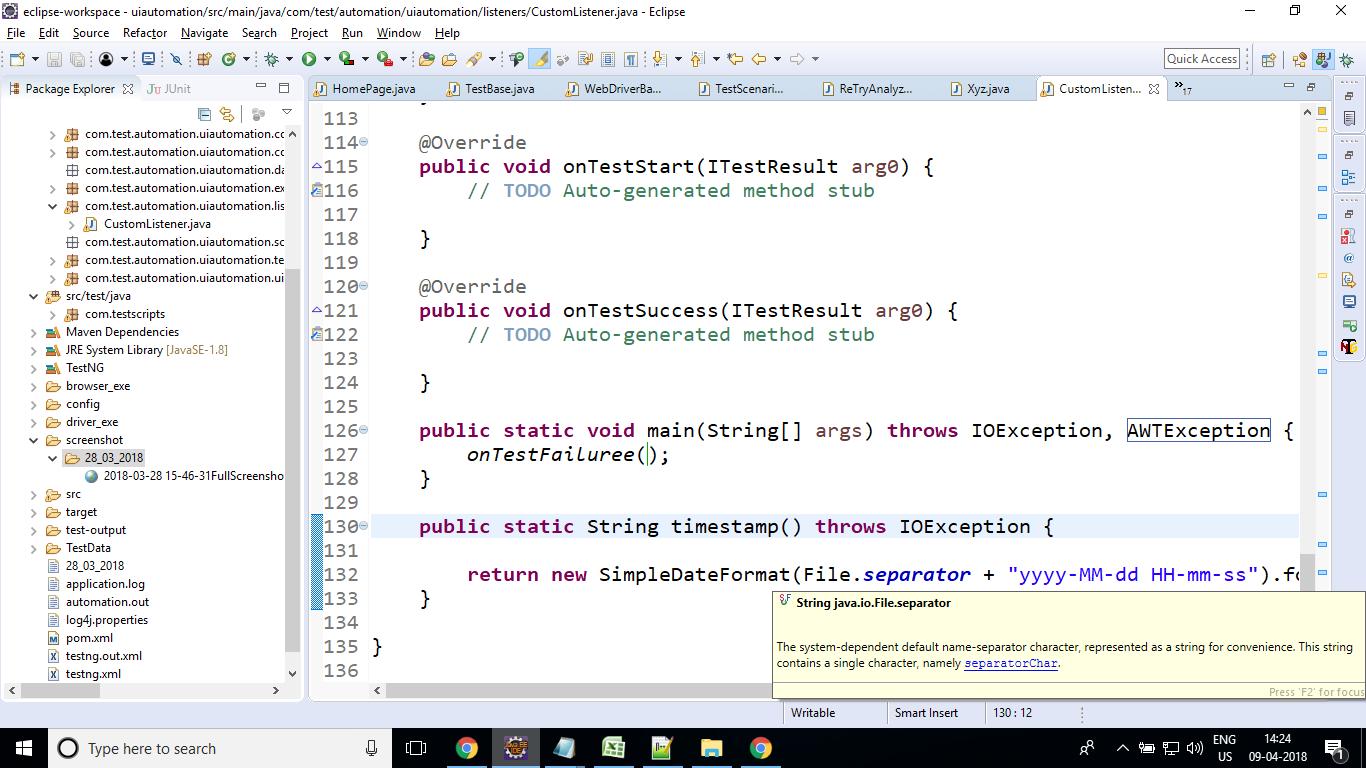 eclipse-workspace - uiautomation/src/main/java/com/test/automation/uiautomation/listeners/CustomListener.java - Eclipse
File Edit Source Refactor Navigate Search Project Run Window Help
Quick Access
Package Explorer JUnit
HomePage.java TestBase.java WebDriverBa... TestScenari... ReTryAnalyz... Xyz.java CustomListen... »17
com.test.automation.uiautomation.cc
com.test.automation.uiautomation.cc
com.test.automation.uiautomation.da
com.test.automation.uiautomation.ex
com.test.automation.uiautomation.lis
CustomListener.java
com.test.automation.uiautomation.sc
com.test.automation.uiautomation.te
com.test.automation.uiautomation.ui
src/test/java
com.testscripts
Maven Dependencies
JRE System Library [JavaSE-1.8]
TestNG
browser_exe
config
driver_exe
screenshot
28_03_2018
2018-03-28 15-46-31FullScreensho
src
target
test-output
TestData
28_03_2018
application.log
automation.out
log4j.properties
pom.xml
testng.out.xml
testng.xml
113
114 @Override
115 public void onTestStart(ITestResult arg0) {
116 // TODO Auto-generated method stub
117
118 }
119
120 @Override
121 public void onTestSuccess(ITestResult arg0) {
122 // TODO Auto-generated method stub
123
124 }
125
126 public static void main(String[] args) throws IOException, AWTException {
127 onTestFailuree();
128 }
129
130 public static String timestamp() throws IOException {
131
132 return new SimpleDateFormat(File.separator + "yyyy-MM-dd HH-mm-ss").fo
133 }
134
135 }
136
String java.io.File.separator
The system-dependent default name-separator character, represented as a string for convenience. This string
contains a single character, namely separatorChar.
Press 'F2' for focus
Writable Smart Insert 130 : 12
Type here to search
ENG
US
14:24
09-04-2018
1